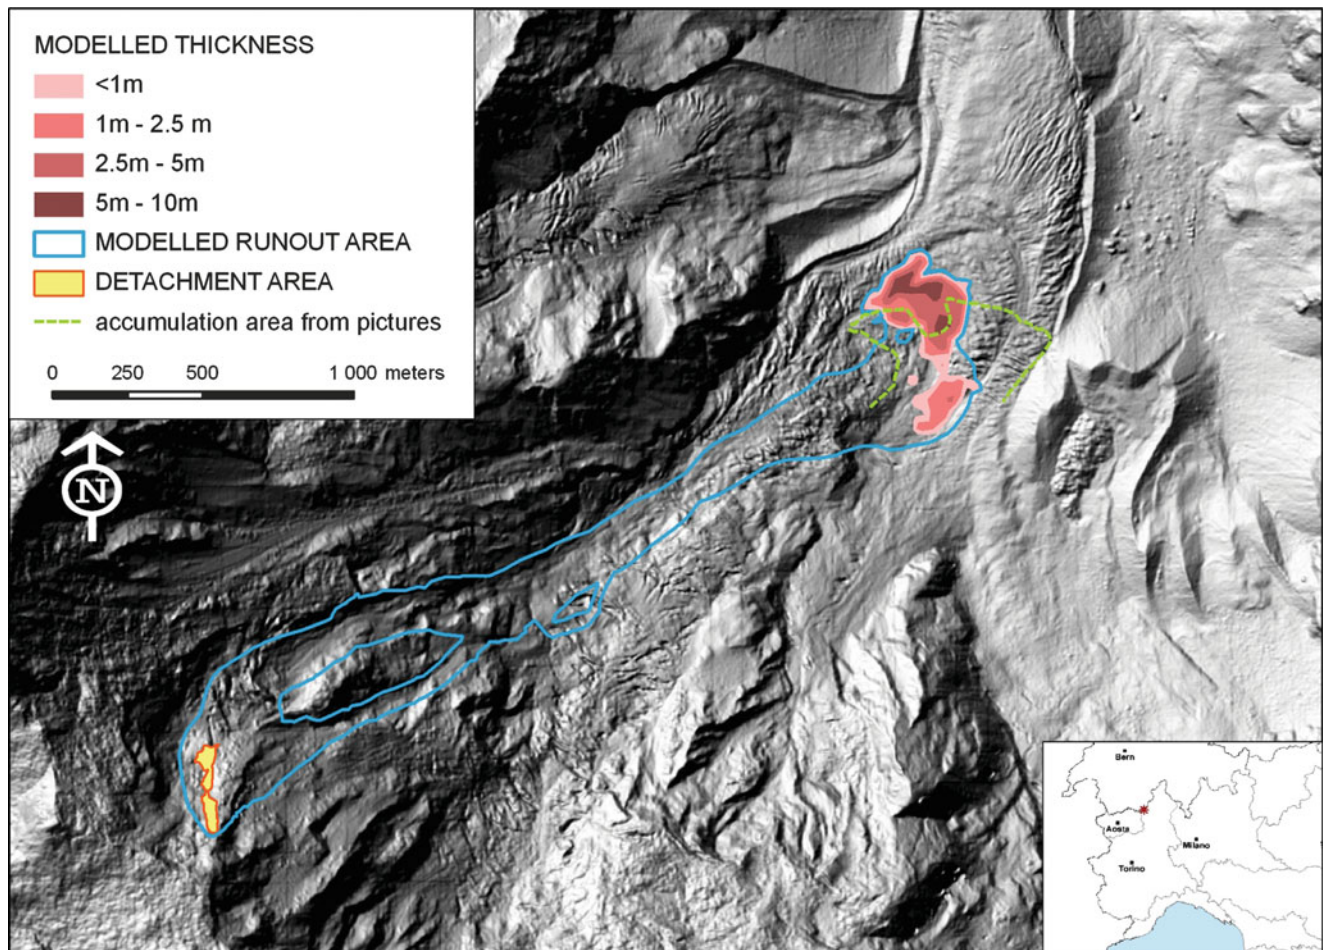 MODELLED THICKNESS
<1m
1m - 2.5 m
2.5m - 5m
5m - 10m
MODELLED RUNOUT AREA
DETACHMENT AREA
accumulation area from pictures
0 250 500 1 000 meters
N
Bern
Aosta
Milano
Torino